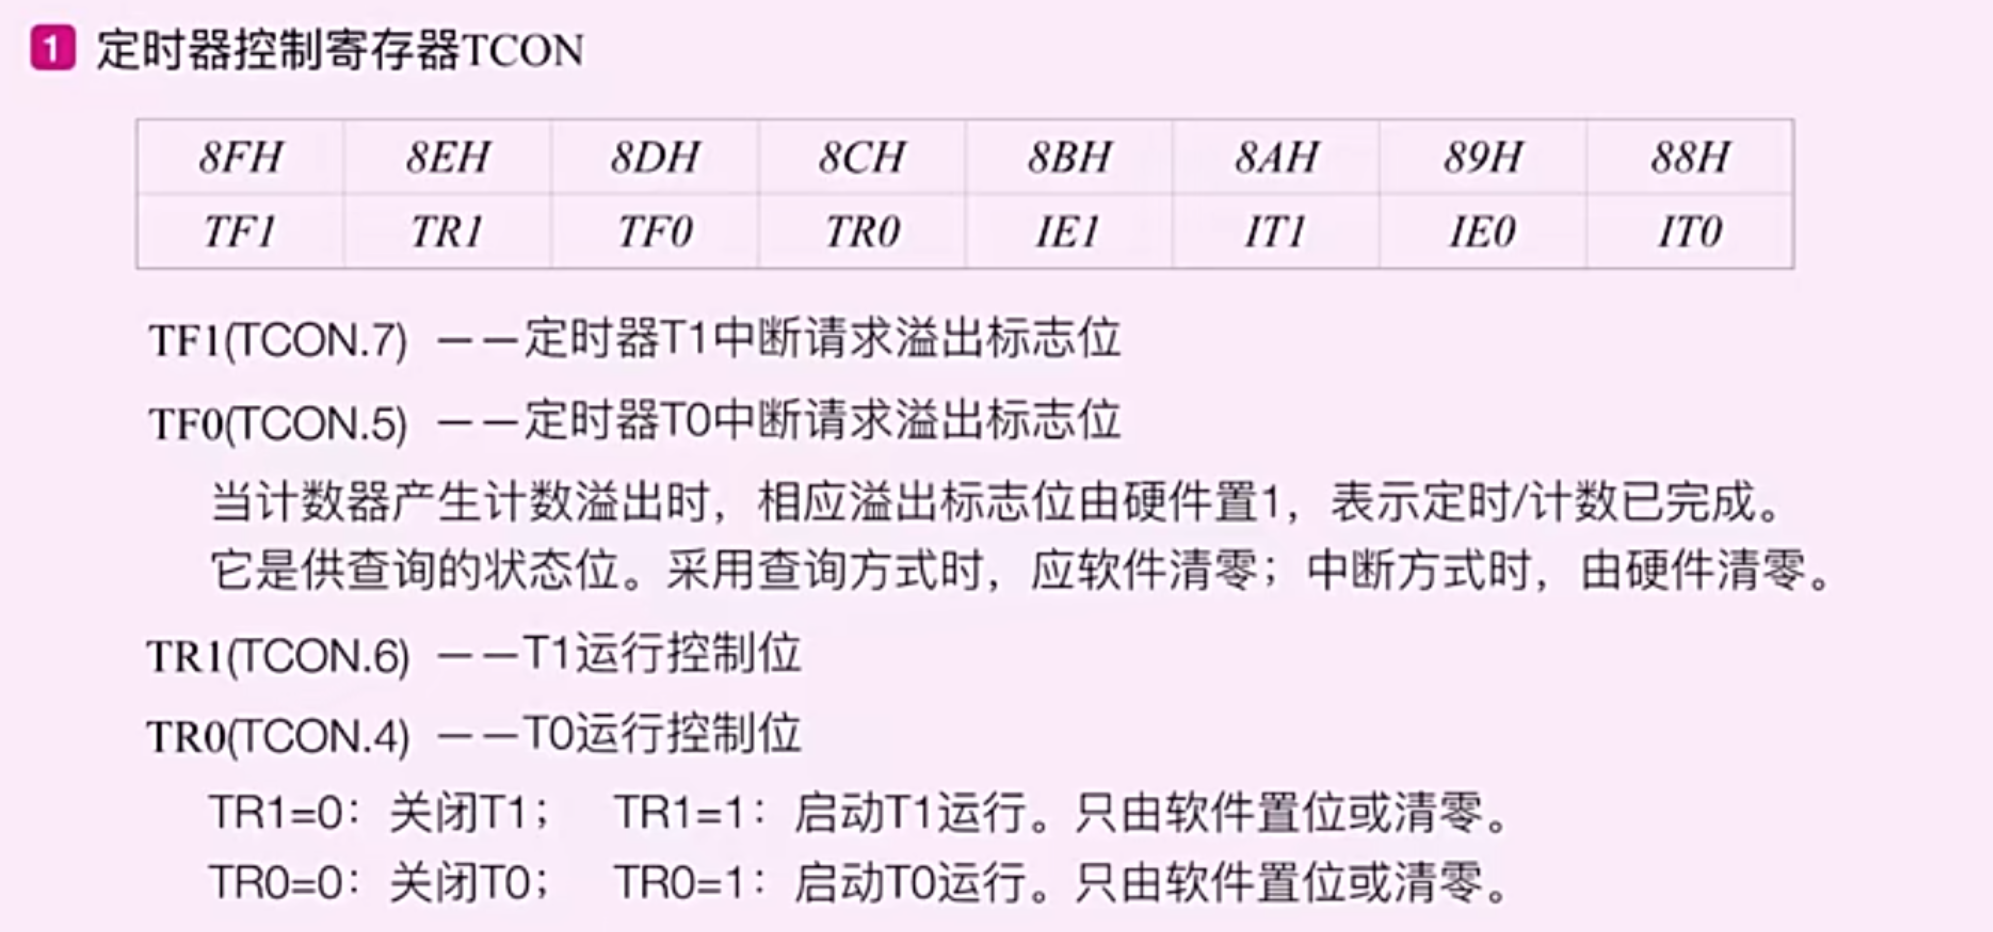 1 定时器控制寄存器TCON
8FH 8EH 8DH 8CH 8BH 8AH 89H 88H
TF1 TR1 TF0 TR0 IE1 IT1 IE0 IT0
TF1(TCON.7) ——定时器T1中断请求溢出标志位
TF0(TCON.5) ——定时器T0中断请求溢出标志位
当计数器产生计数溢出时，相应溢出标志位由硬件置1，表示定时/计数已完成。
它是供查询的状态位。采用查询方式时，应软件清零；中断方式时，由硬件清零。
TR1(TCON.6) ——T1运行控制位
TR0(TCON.4) ——T0运行控制位
TR1=0：关闭T1； TR1=1：启动T1运行。只由软件置位或清零。
TR0=0：关闭T0； TR0=1：启动T0运行。只由软件置位或清零。